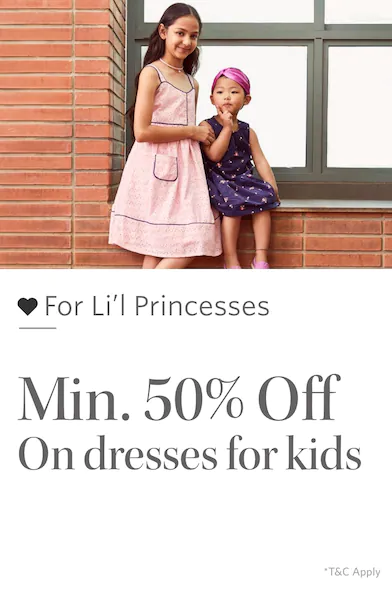 For Li'l Princesses
Min. 50% Off
On dresses for kids
*T&C Apply